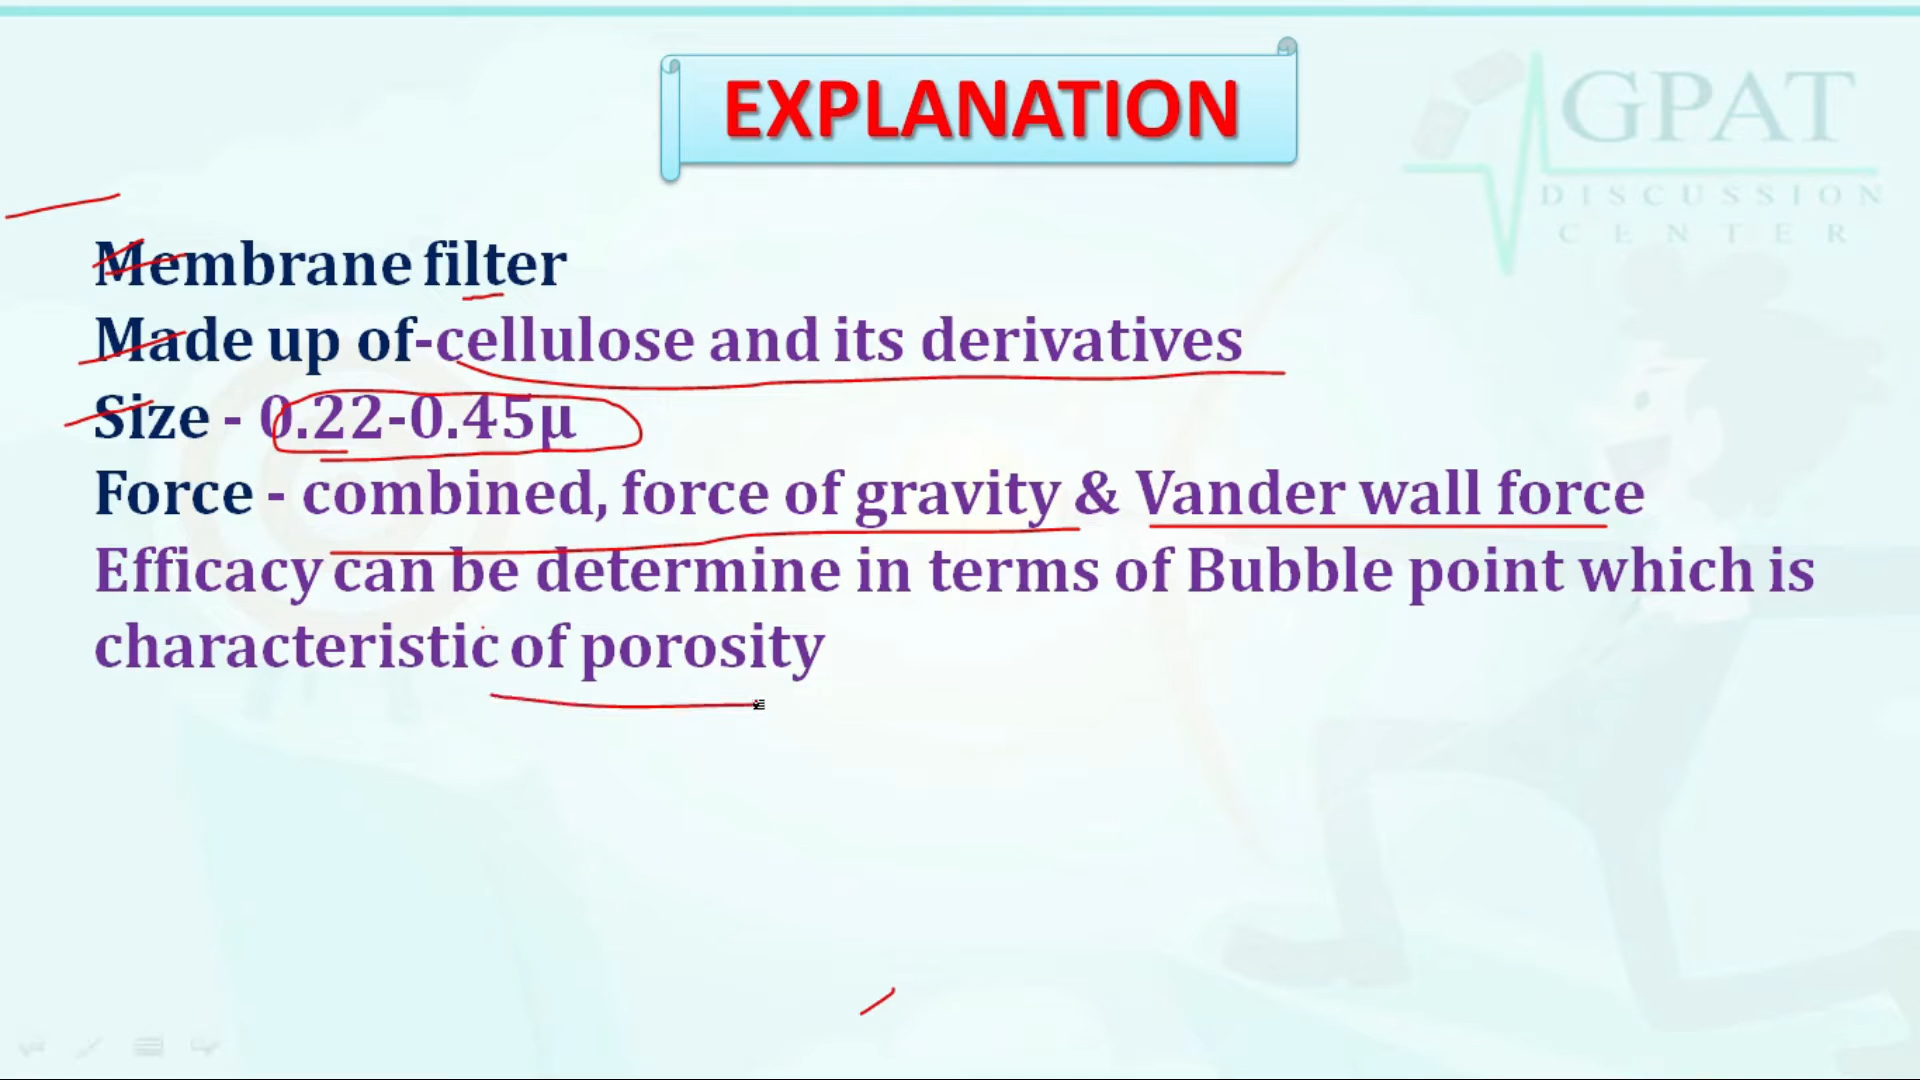 EXPLANATION
GPAT
DISCUSSION
CENTER
Membrane filter
Made up of-cellulose and its derivatives
Size - 0.22-0.45µ
Force - combined, force of gravity & Vander wall force
Efficacy can be determine in terms of Bubble point which is
characteristic of porosity